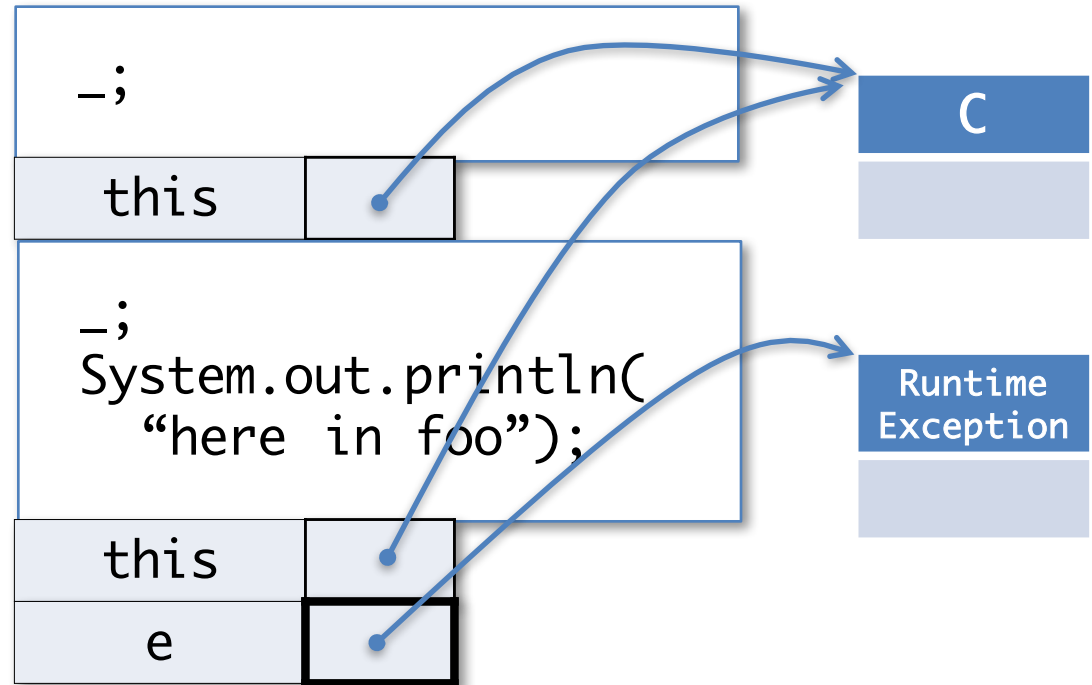 _;
this
_;
System.out.println(
“here in foo”);
this
e
C
Runtime
Exception